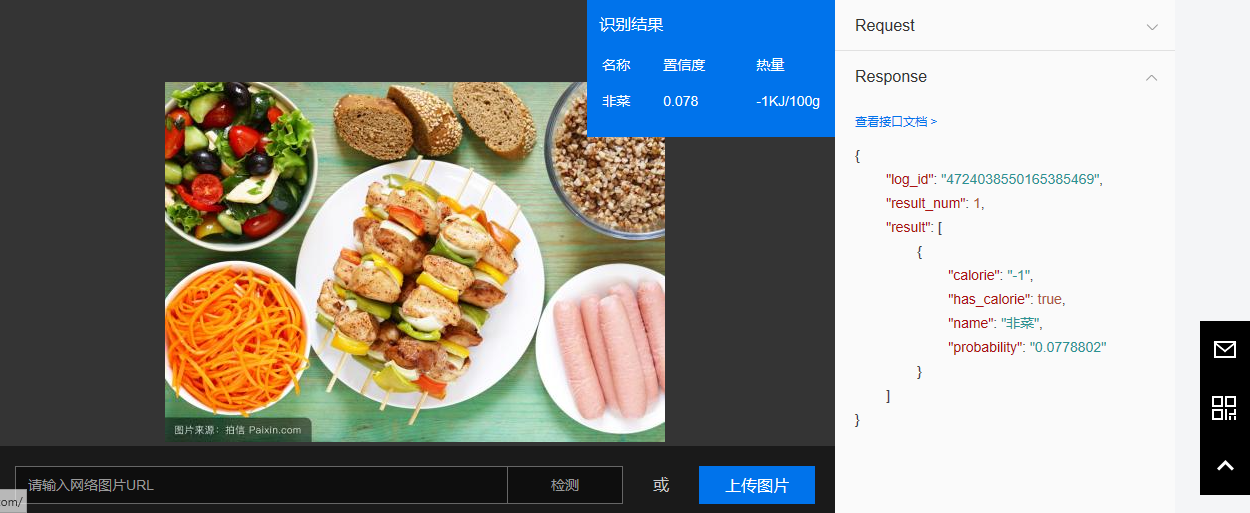 识别结果
名称 置信度 热量
非菜 0.078 -1KJ/100g
图片来源：拍信 Paixin.com
请输入网络图片URL 检测 或 上传图片
om/
Request
Response
查看接口文档 >
{
"log_id": "4724038550165385469",
"result_num": 1,
"result": [
{
"calorie": "-1",
"has_calorie": true,
"name": "非菜",
"probability": "0.0778802"
}
]
}